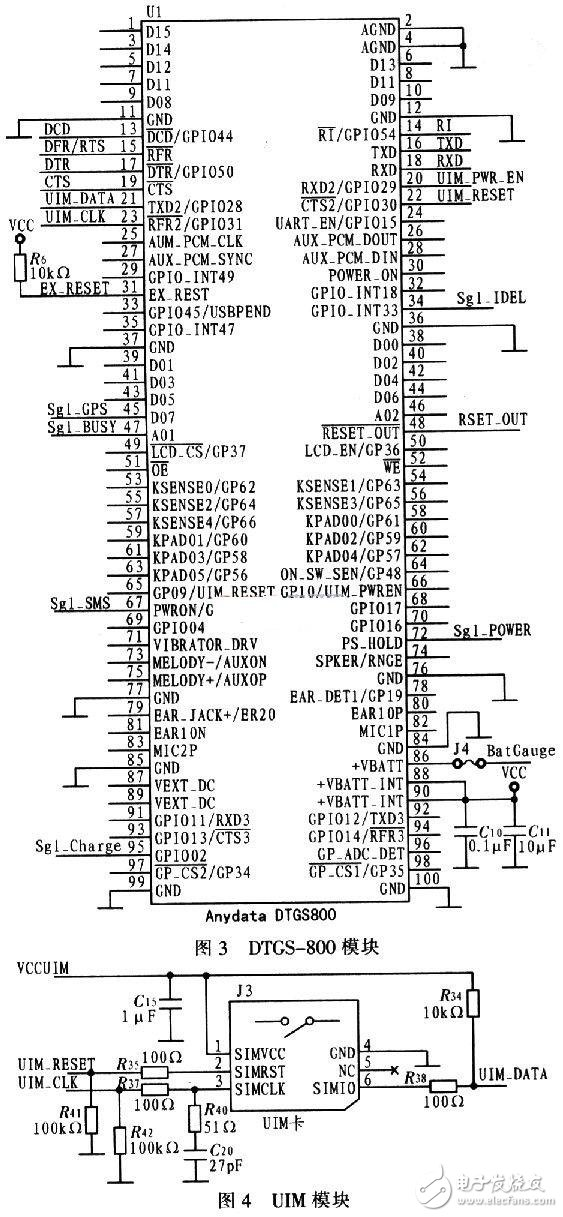 U1
1 D15 AGND 2
3 D14 AGND 4
5 D12 D13 6
7 D11 D11 8
9 D08 D09 10
11 GND GND 12
DCD 13 DCD/GPIO44 RI/GPIO54 14 RI
DFR/RTS 15 RFR TXD 16 TXD
DTR 17 DTR/GPIO50 RXD 18 RXD
CTS 19 CTS RXD2/GPIO29 20 UIM_PWR_EN
UIM_DATA 21 TXD2/GPIO28 CTS2/GPIO30 22 UIM_RESET
UIM_CLK 23 RFR2/GPIO31 UART_EN/GPIO15 24
VCC
25 AUM_PCM_CLK AUX_PCM_DOUT 26
R6
10kΩ
27 AUX_PCM_SYNC AUX_PCM_DIN 28
29 GPIO_INT49 POWER_ON 30
EX_RESET 31 EX_REST GPIO_INT18 32
33 GPIO45/USBPEND GPIO_INT33 34 Sgl_IDEL
35 GPIO_INT47 GND 36
37 GND D00 38
39 D01 D02 40
41 D03 D04 42
43 D05 D06 44
Sgl_GPS 45 D07 A02 46
Sgl_BUSY 47 A01 RESET_OUT 48 RSET_OUT
49 LCD_CS/GP37 LCD_EN/GP36 50
51 OE WE 52
53 KSENSE0/GP62 KSENSE1/GP63 54
55 KSENSE2/GP64 KSENSE3/GP65 56
57 KSENSE4/GP66 KPAD00/GP61 58
59 KPAD01/GP60 KPAD02/GP59 60
61 KPAD03/GP58 KPAD04/GP57 62
63 KPAD05/GP56 ON_SW_SEN/GP48 64
65 GP09/UIM_RESET GP10/UIM_PWREN 66
Sgl_SMS 67 PWRON/G GPIO17 68
69 GPIO04 GPIO16 70
71 VIBRATOR_DRV PS_HOLD 72 Sgl_POWER
73 MELODY-/AUXON SPKER/RNGE 74
75 MELODY+/AUXOP GND 76
77 GND EAR_DET1/GP19 78
79 EAR_JACK+/ER20 EAR1OP 80
81 EAR1ON MIC1P 82
83 MIC2P GND 84
85 GND +VBATT 86 J4 BatGauge
87 VEXT_DC +VBATT_INT 88 VCC
89 VEXT_DC +VBATT_INT 90
91 GPIO11/RXD3 GPIO12/TXD3 92
93 GPIO13/CTS3 GPIO14/RFR3 94
C10
0.1μF
C11
10μF
Sgl_Charge 95 GPIO02 GP_ADC_DET 96
97 GP_CS2/GP34 GP_CS1/GP35 98
99 GND GND 100
Anydata DTGS800
图 3 DTGS-800 模块
VCCUIM
C15
1μF
J3
R34
10kΩ
1 SIMVCC GND 4
UIM_RESET R35 100Ω 2 SIMRST NC 5
UIM_CLK R37 100Ω 3 SIMCLK SIMIO 6 R38 100Ω UIM_DATA
UIM卡
R41
100kΩ
R42
100kΩ
R40
51Ω
C20
27pF
图 4 UIM 模块
电子发烧友
www.elecfans.com